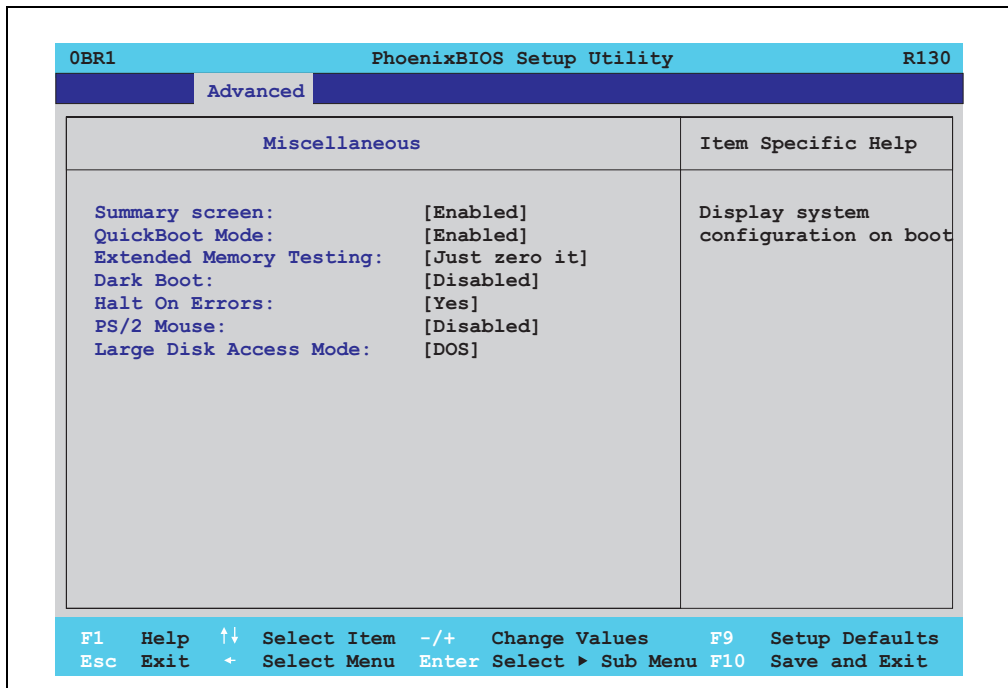 0BR1 PhoenixBIOS Setup Utility R130
Advanced
Miscellaneous Item Specific Help
Summary screen: [Enabled] Display system
QuickBoot Mode: [Enabled] configuration on boot
Extended Memory Testing: [Just zero it]
Dark Boot: [Disabled]
Halt On Errors: [Yes]
PS/2 Mouse: [Disabled]
Large Disk Access Mode: [DOS]
F1 Help ↑↓ Select Item -/+ Change Values F9 Setup Defaults
Esc Exit ← Select Menu Enter Select ▶ Sub Menu F10 Save and Exit